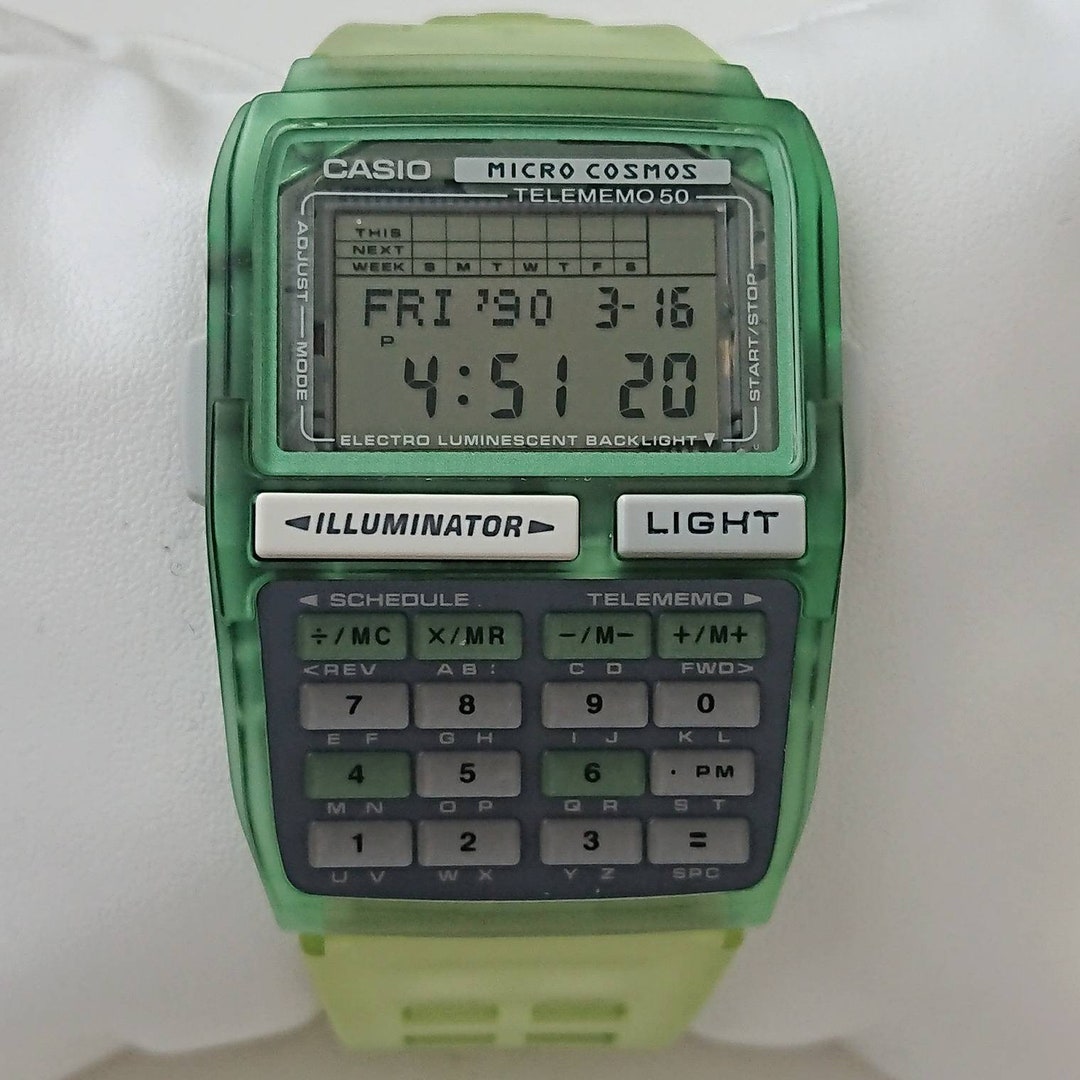 CASIO MICRO COSMOS
TELEMEMO 50
ADJUST
MODE
START/STOP
THIS
NEXT
WEEK S M T W T F S
FRI '90 3-16
P
4:51 20
ELECTRO LUMINESCENT BACKLIGHT
ILLUMINATOR LIGHT
SCHEDULE TELEMEMO
÷/MC ×/MR −/M− +/M+
<REV A B : C D FWD>
7 8 9 0
E F G H I J K L
4 5 6 · PM
M N O P Q R S T
1 2 3 =
U V W X Y Z SPC